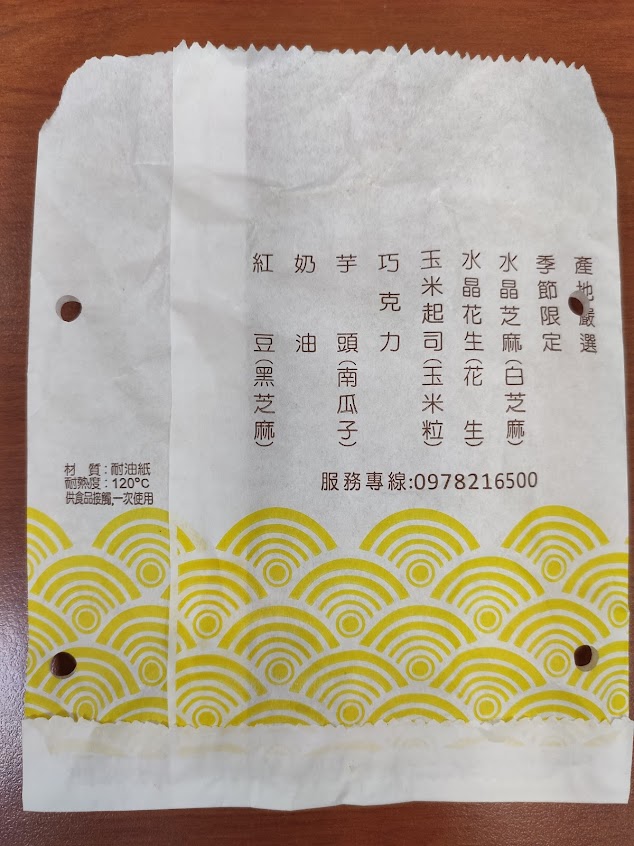 產地嚴選
季節限定
水晶芝麻(白芝麻)
水晶花生(花生)
玉米起司(玉米粒)
巧克力
芋頭(南瓜子)
奶油
紅豆(黑芝麻)
服務專線:0978216500
材 質:耐油紙
耐熱度:120°C
供食品接觸,一次使用